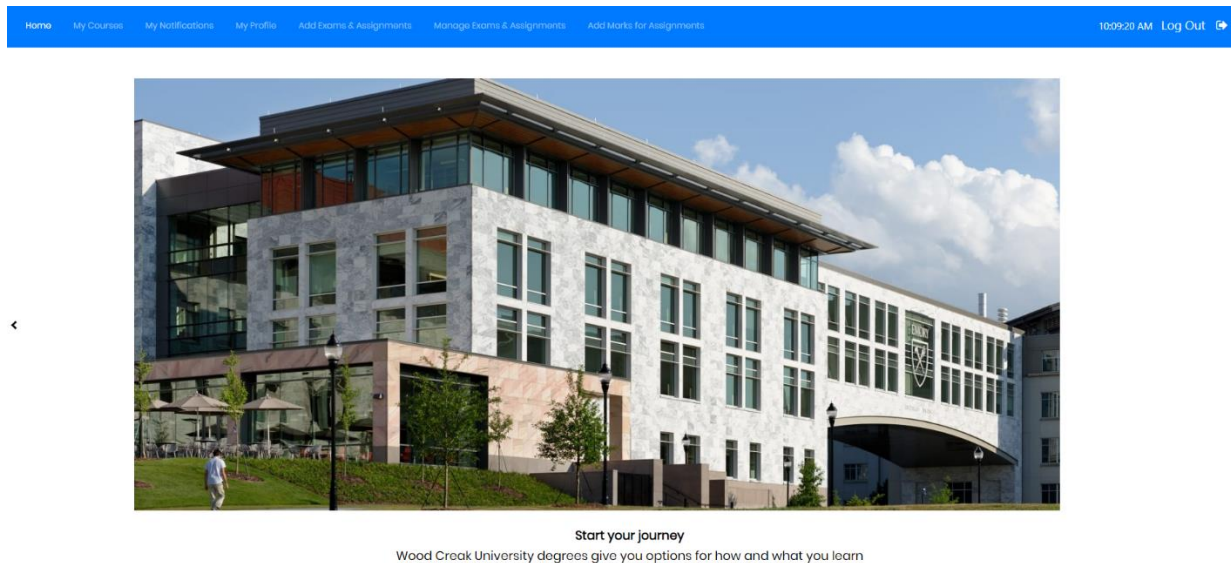 Home My Courses My Notifications My Profile Add Exams & Assignments Manage Exams & Assignments Add Marks for Assignments 10:09:20 AM Log Out
EMORY
Start your journey
Wood Creak University degrees give you options for how and what you learn